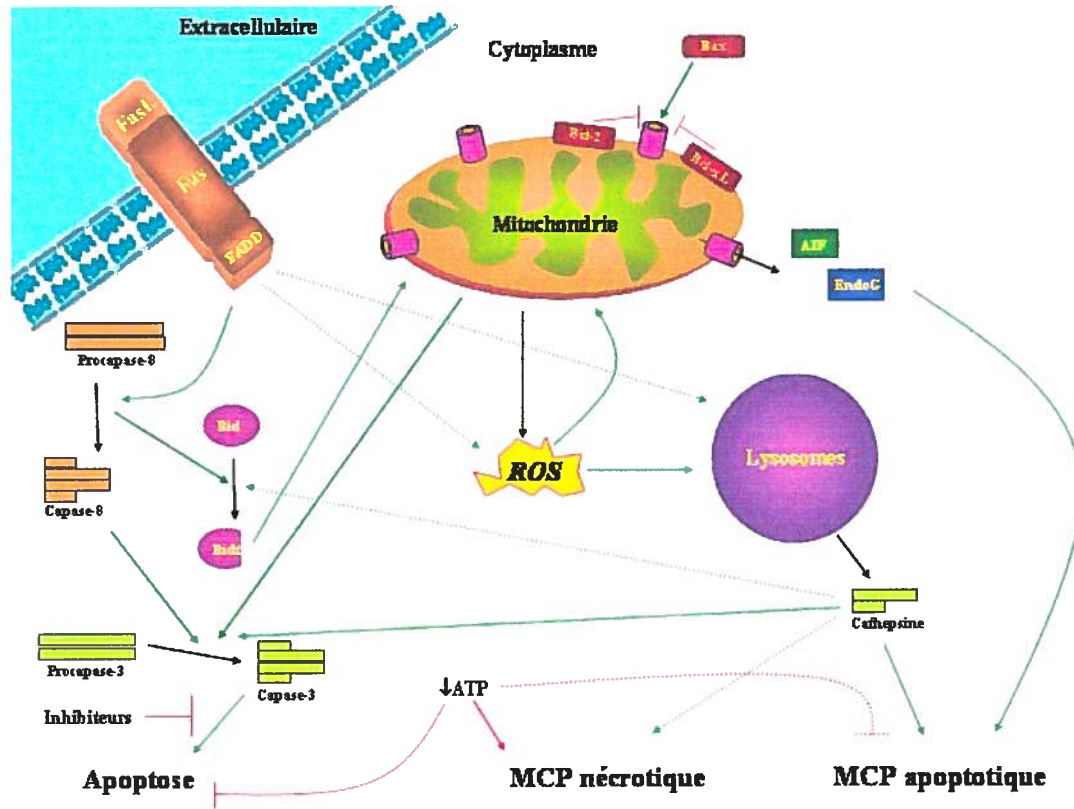 Extracellulaire
Cytoplasme
Bax
FasL
Fas
FADD
Bcl-2
Bcl-xL
Mitochondrie
AIF
EndoG
Procapase-8
Bid
Capase-8
Bidt
ROS
Lysosomes
Cathepsine
Procapase-3
Capase-3
Inhibiteurs
↓ATP
Apoptose
MCP nécrotique
MCP apoptotique